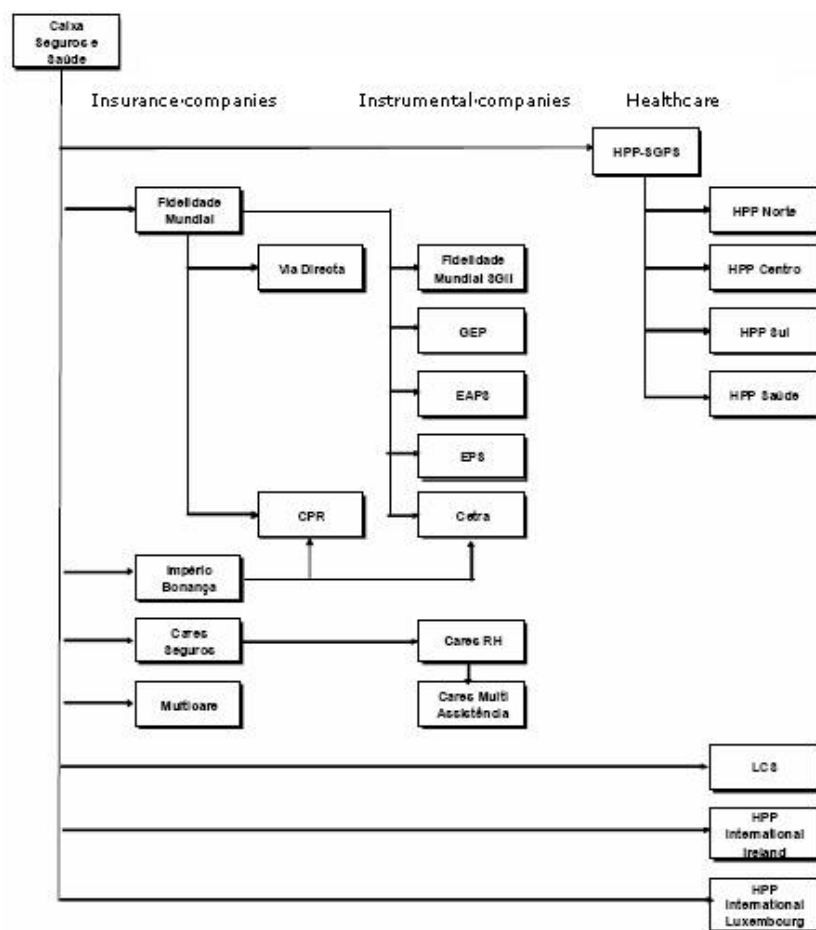 Caixa
Seguros e
Saúde
Insurance·companies
Instrumental·companies
Healthcare
HPP-SGPS
Fidelidade
Mundial
HPP Norte
Via Directa
Fidelidade
Mundial SGII
HPP Centro
GEP
HPP Sul
EAPS
HPP Saúde
EPS
CPR
Cetra
Império
Bonança
Cares
Seguros
Cares RH
Multicare
Cares Multi
Assistência
LCS
HPP
International
Ireland
HPP
International
Luxembourg